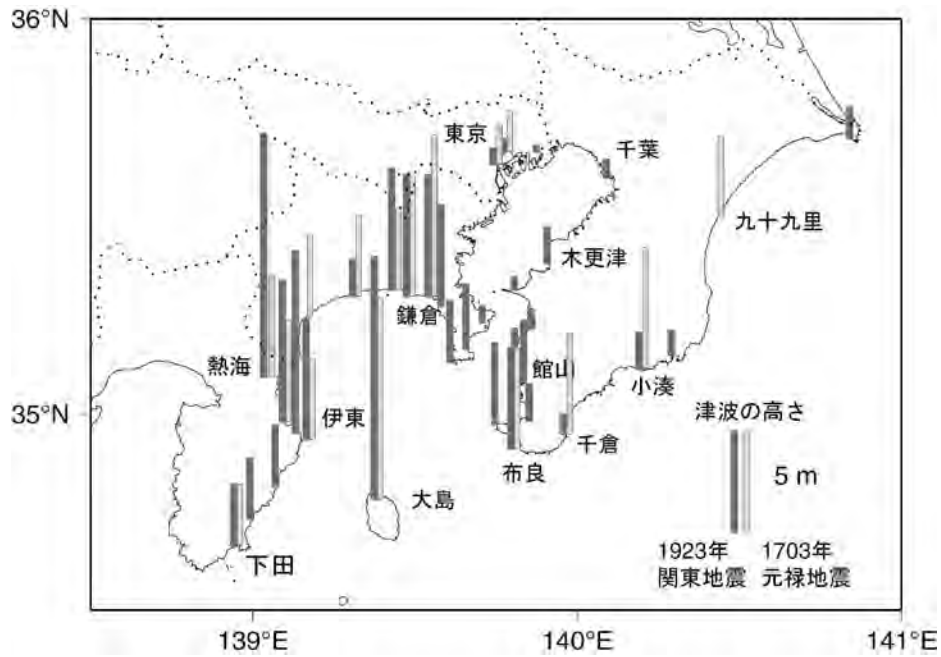 36°N
東京
千葉
九十九里
木更津
鎌倉
熱海
館山
小湊
35°N
伊東
千倉
津波の高さ
布良
大島
5 m
下田
1923年 1703年
関東地震 元禄地震
139°E
140°E
141°E